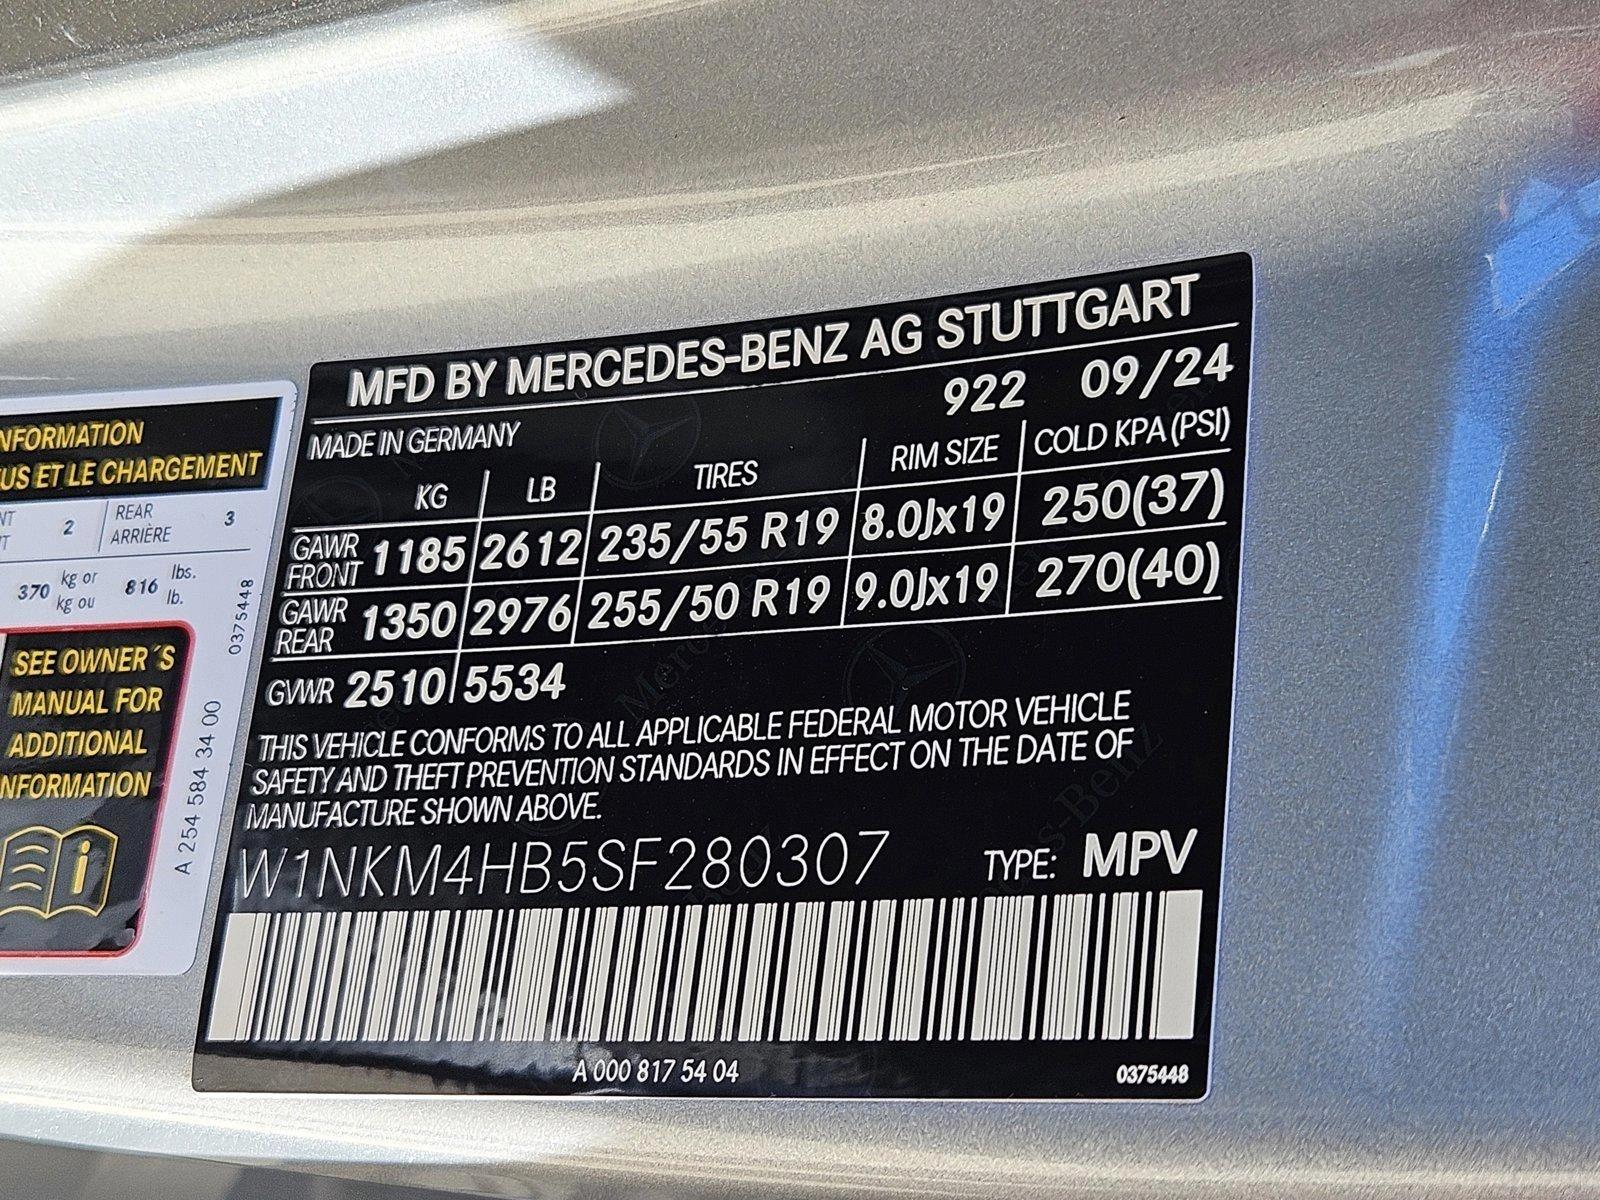 MFD BY MERCEDES-BENZ AG STUTTGART
922 09/24
MADE IN GERMANY
KG LB TIRES RIM SIZE COLD KPA (PSI)
GAWR FRONT 1185 2612 235/55 R19 8.0Jx19 250(37)
GAWR REAR 1350 2976 255/50 R19 9.0Jx19 270(40)
GVWR 2510 5534
THIS VEHICLE CONFORMS TO ALL APPLICABLE FEDERAL MOTOR VEHICLE
SAFETY AND THEFT PREVENTION STANDARDS IN EFFECT ON THE DATE OF
MANUFACTURE SHOWN ABOVE.
W1NKM4HB5SF280307 TYPE: MPV
A 000 817 54 04 0375448
NFORMATION
US ET LE CHARGEMENT
NT 2 REAR 3
T ARRIÈRE
370 kg or 816 lbs.
kg ou lb.
0375448
SEE OWNER´S
MANUAL FOR
ADDITIONAL
NFORMATION
i
A 254 584 34 00